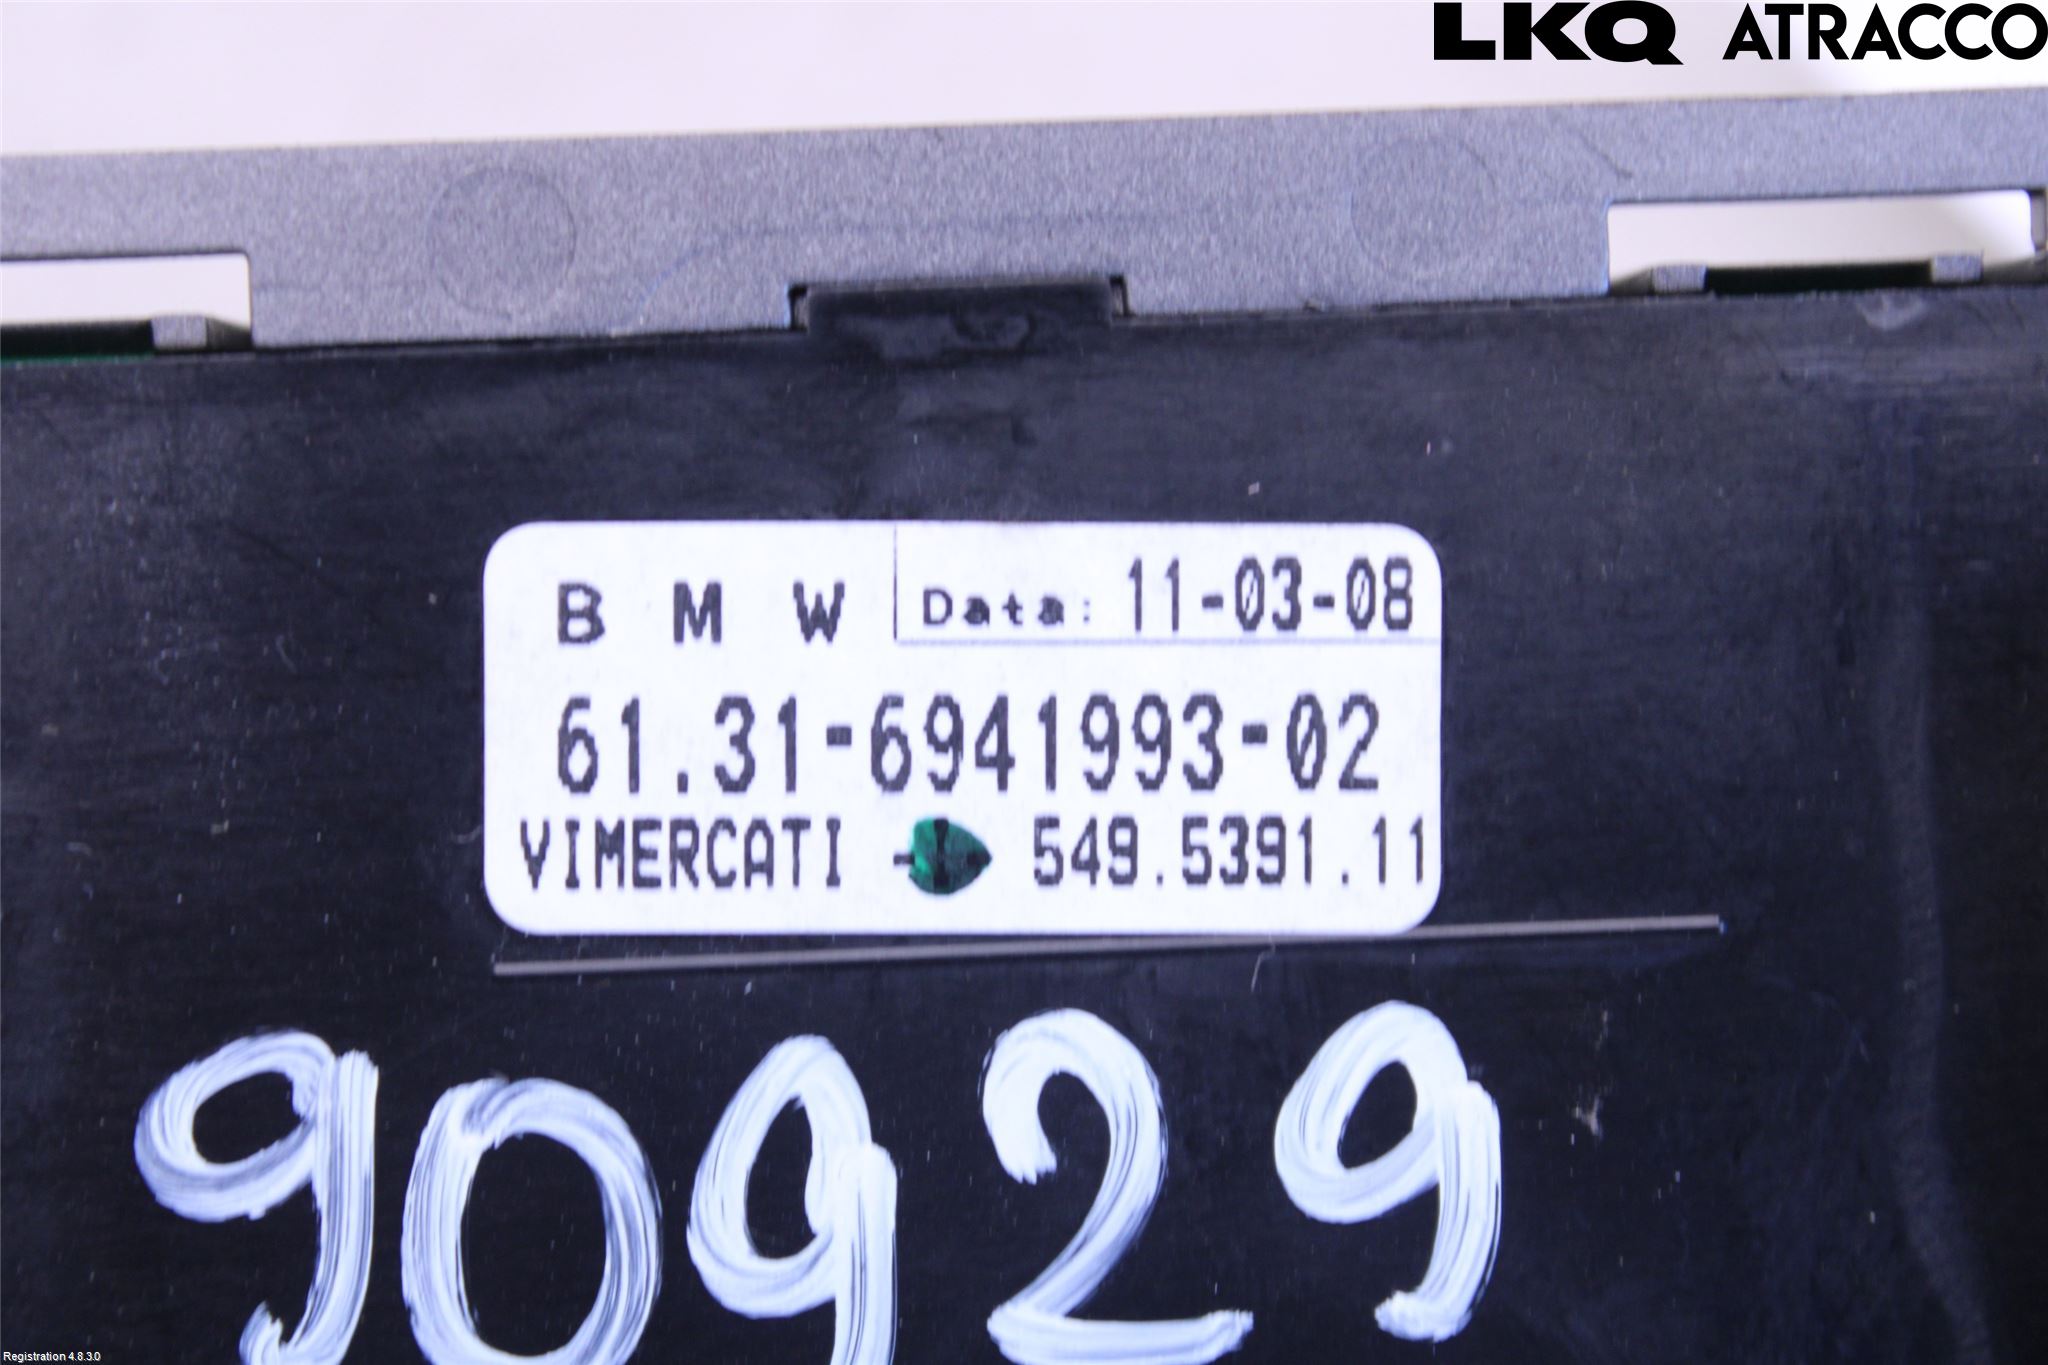 LKQ ATRACCO
B M W Data: 11-03-08
61.31-6941993-02
VIMERCATI - 549.5391.11
90929
Registration 4.8.3.0